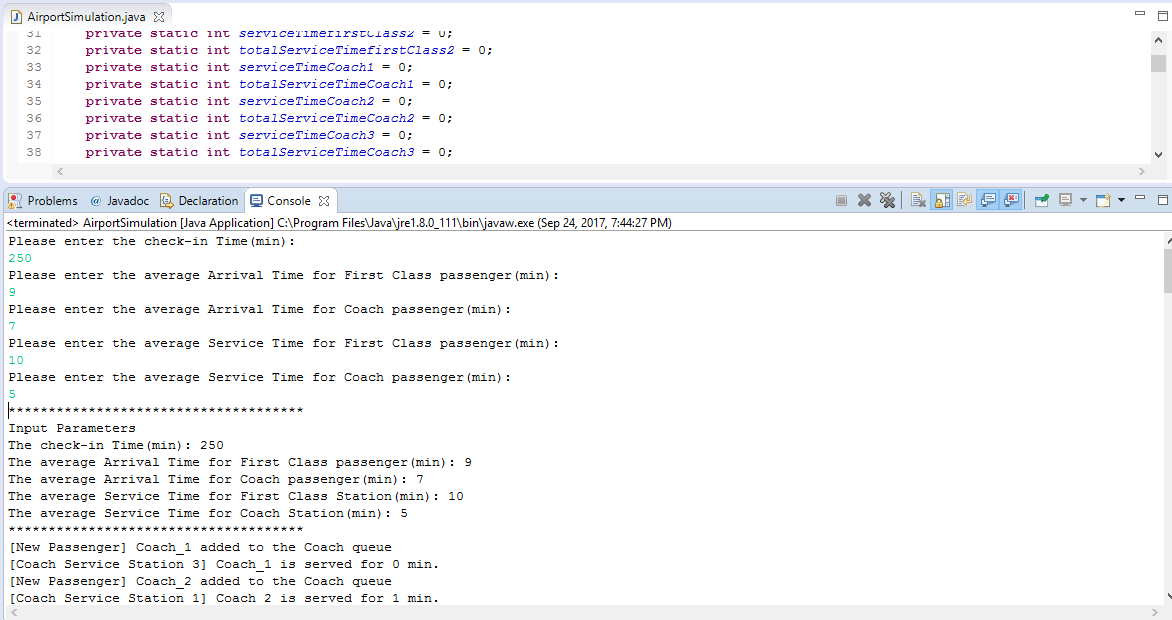 AirportSimulation.java
31 private static int serviceTimefirstClass2 = 0;
32 private static int totalServiceTimefirstClass2 = 0;
33 private static int serviceTimeCoach1 = 0;
34 private static int totalServiceTimeCoach1 = 0;
35 private static int serviceTimeCoach2 = 0;
36 private static int totalServiceTimeCoach2 = 0;
37 private static int serviceTimeCoach3 = 0;
38 private static int totalServiceTimeCoach3 = 0;
Problems @ Javadoc Declaration Console
<terminated> AirportSimulation [Java Application] C:\Program Files\Java\jre1.8.0_111\bin\javaw.exe (Sep 24, 2017, 7:44:27 PM)
Please enter the check-in Time(min):
250
Please enter the average Arrival Time for First Class passenger(min):
9
Please enter the average Arrival Time for Coach passenger(min):
7
Please enter the average Service Time for First Class passenger(min):
10
Please enter the average Service Time for Coach passenger(min):
5
*************************************
Input Parameters
The check-in Time(min): 250
The average Arrival Time for First Class passenger(min): 9
The average Arrival Time for Coach passenger(min): 7
The average Service Time for First Class Station(min): 10
The average Service Time for Coach Station(min): 5
*************************************
[New Passenger] Coach_1 added to the Coach queue
[Coach Service Station 3] Coach_1 is served for 0 min.
[New Passenger] Coach_2 added to the Coach queue
[Coach Service Station 1] Coach 2 is served for 1 min.